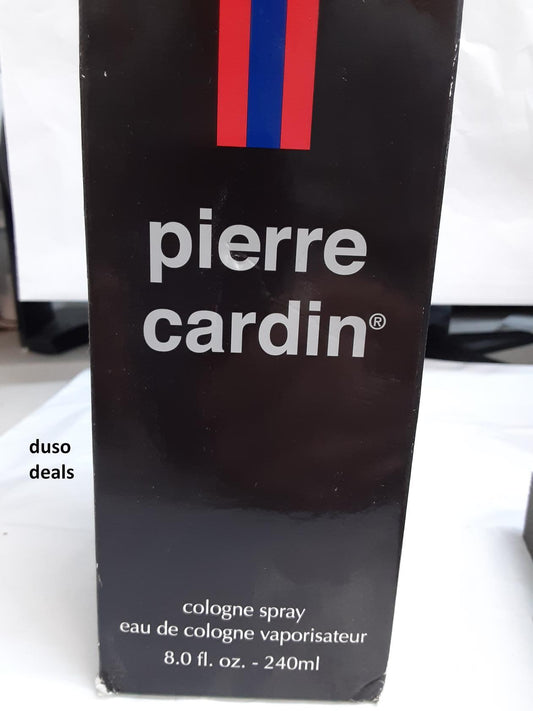 pierre
cardin®
duso
deals
cologne spray
eau de cologne vaporisateur
8.0 fl. oz. - 240ml